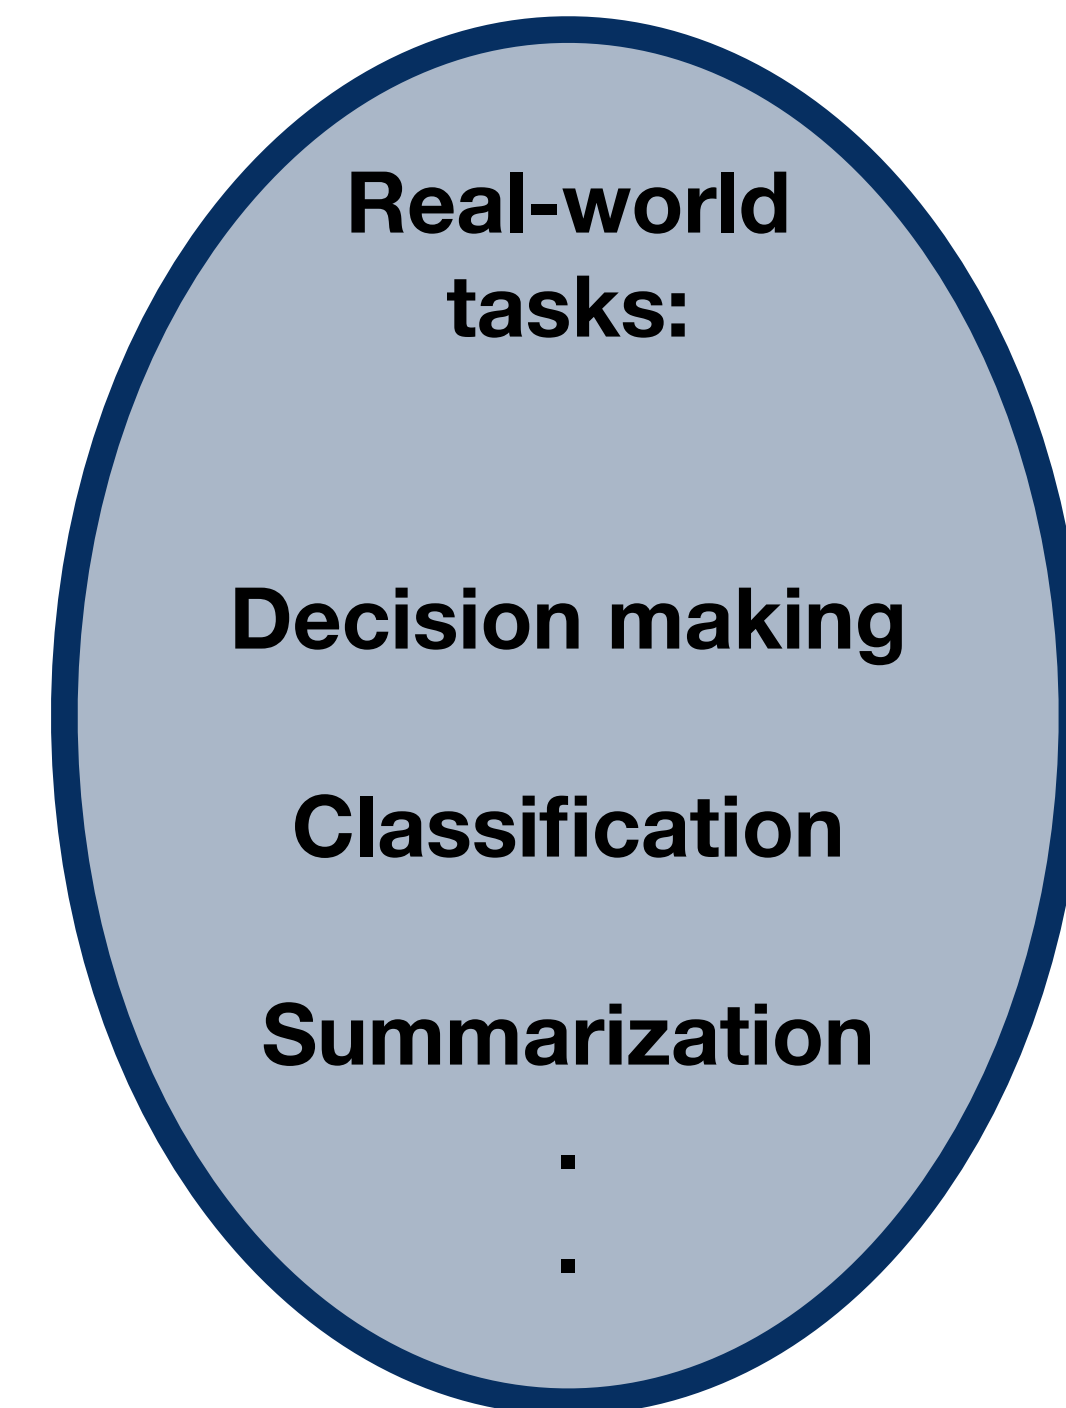 Real-world
tasks:
Decision making
Classification
Summarization
.
.